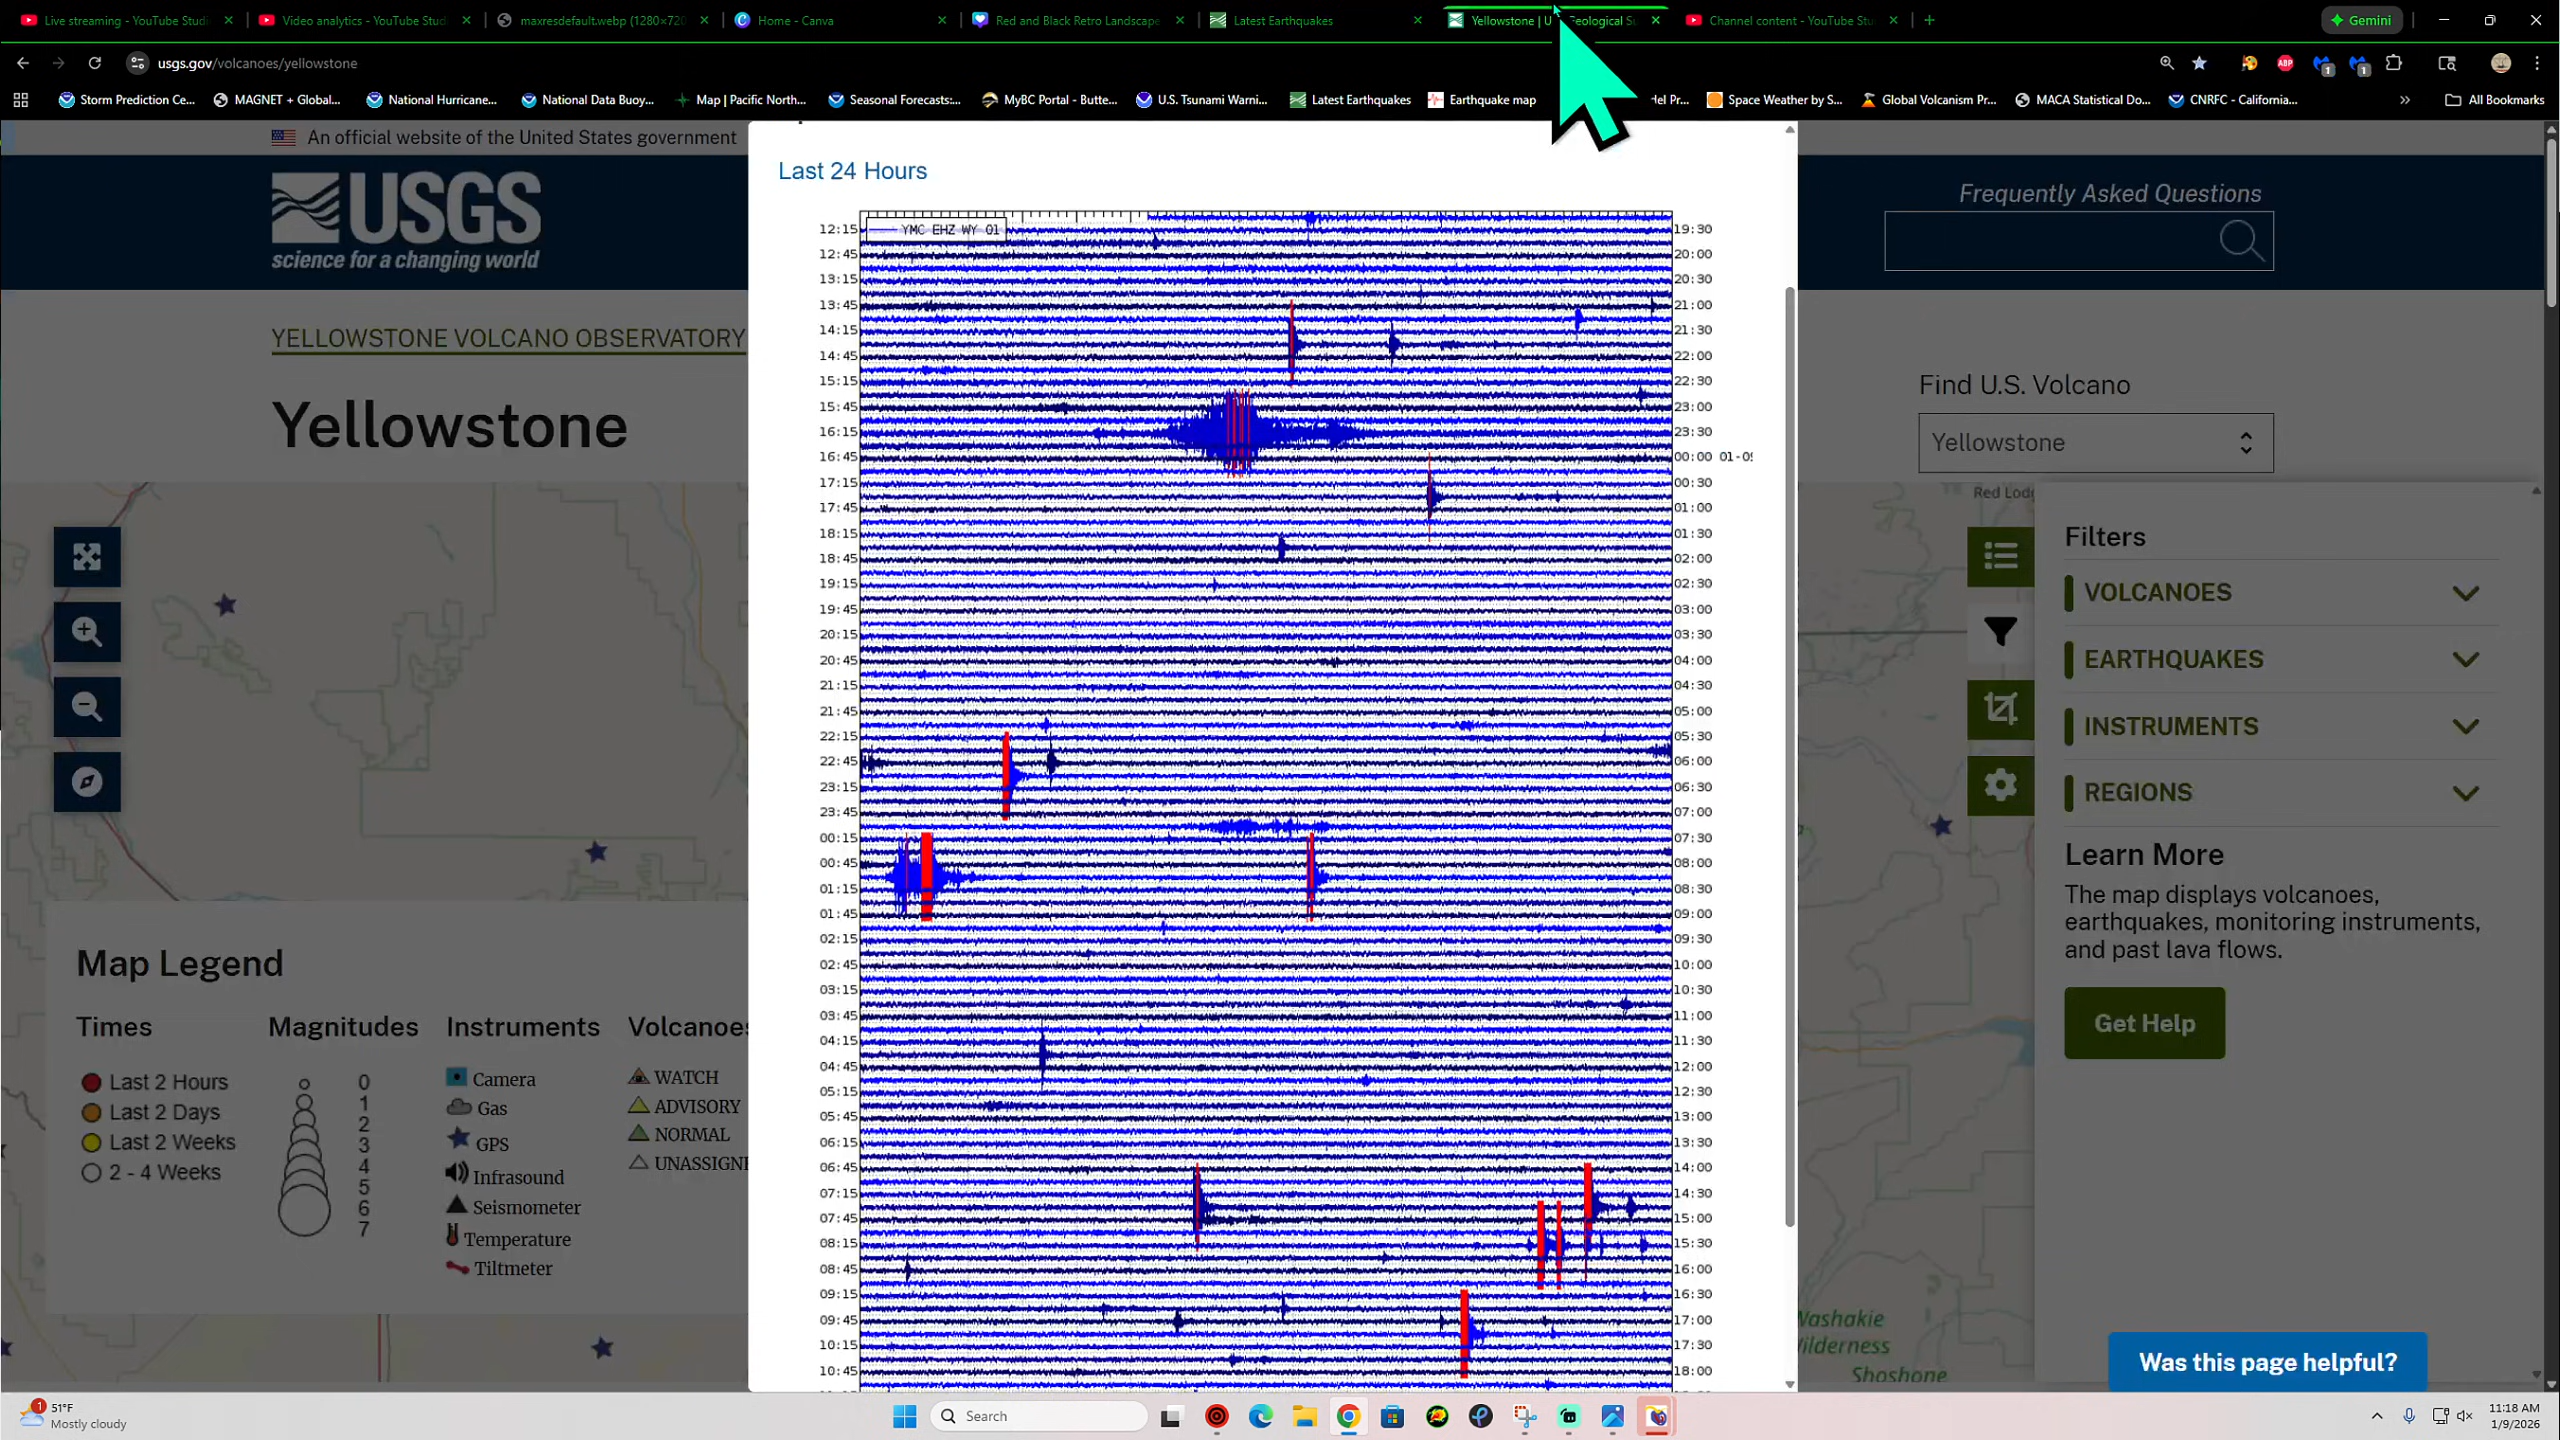 Live streaming - YouTube Studi
Video analytics - YouTube Stud
maxresdefault.webp (1280×720
Home - Canva
Red and Black Retro Landscape
Latest Earthquakes
Yellowstone | U. Geological S
Channel content - YouTube Stu
Gemini
usgs.gov/volcanoes/yellowstone
Storm Prediction Ce...
MAGNET + Global...
National Hurricane...
National Data Buoy...
Map | Pacific North...
Seasonal Forecasts:...
MyBC Portal - Butte...
U.S. Tsunami Warni...
Latest Earthquakes
Earthquake map
del Pr...
Space Weather by S...
Global Volcanism Pr...
MACA Statistical Do...
CNRFC - California...
All Bookmarks
An official website of the United States government
USGS
science for a changing world
Frequently Asked Questions
YELLOWSTONE VOLCANO OBSERVATORY
Yellowstone
Find U.S. Volcano
Yellowstone
Last 24 Hours
YMC EHZ WY 01
12:15 19:30
12:45 20:00
13:15 20:30
13:45 21:00
14:15 21:30
14:45 22:00
15:15 22:30
15:45 23:00
16:15 23:30
16:45 00:00 01-09
17:15 00:30
17:45 01:00
18:15 01:30
18:45 02:00
19:15 02:30
19:45 03:00
20:15 03:30
20:45 04:00
21:15 04:30
21:45 05:00
22:15 05:30
22:45 06:00
23:15 06:30
23:45 07:00
00:15 07:30
00:45 08:00
01:15 08:30
01:45 09:00
02:15 09:30
02:45 10:00
03:15 10:30
03:45 11:00
04:15 11:30
04:45 12:00
05:15 12:30
05:45 13:00
06:15 13:30
06:45 14:00
07:15 14:30
07:45 15:00
08:15 15:30
08:45 16:00
09:15 16:30
09:45 17:00
10:15 17:30
10:45 18:00
Red Lodg
Filters
VOLCANOES
EARTHQUAKES
INSTRUMENTS
REGIONS
Learn More
The map displays volcanoes,
earthquakes, monitoring instruments,
and past lava flows.
Get Help
Washakie
Wilderness
Shoshone
Was this page helpful?
Map Legend
Times
Last 2 Hours
Last 2 Days
Last 2 Weeks
2 - 4 Weeks
Magnitudes
0
1
2
3
4
5
6
7
Instruments
Camera
Gas
GPS
Infrasound
Seismometer
Temperature
Tiltmeter
Volcanoes
WATCH
ADVISORY
NORMAL
UNASSIGNE
1
51°F
Mostly cloudy
Search
11:18 AM
1/9/2026